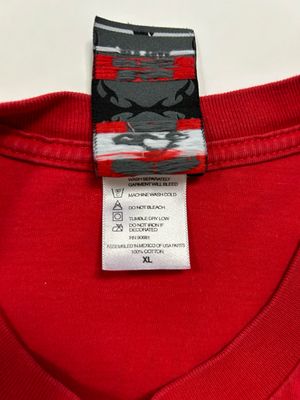 WASH SEPARATELY
GARMENT WILL BLEED
MACHINE WASH COLD
DO NOT BLEACH
TUMBLE DRY LOW
DO NOT IRON IF
DECORATED
ASSEMBLED IN MEXICO OF USA PARTS
100% COTTON
XL